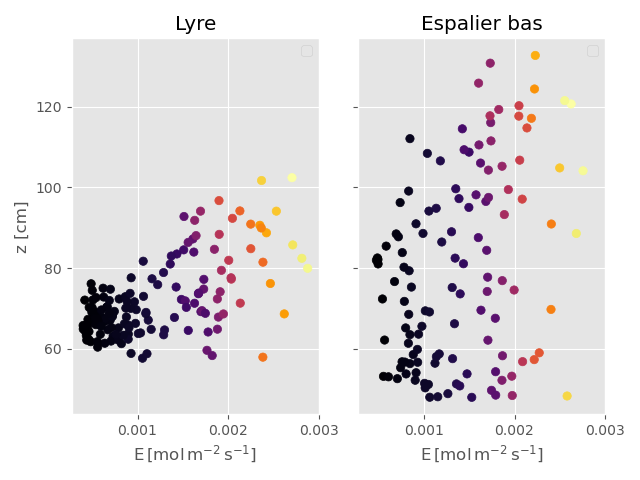 Lyre
Espalier bas
z [cm]
120
100
80
60
0.001 0.002 0.003
0.001 0.002 0.003
E [mol m⁻² s⁻¹]
E [mol m⁻² s⁻¹]